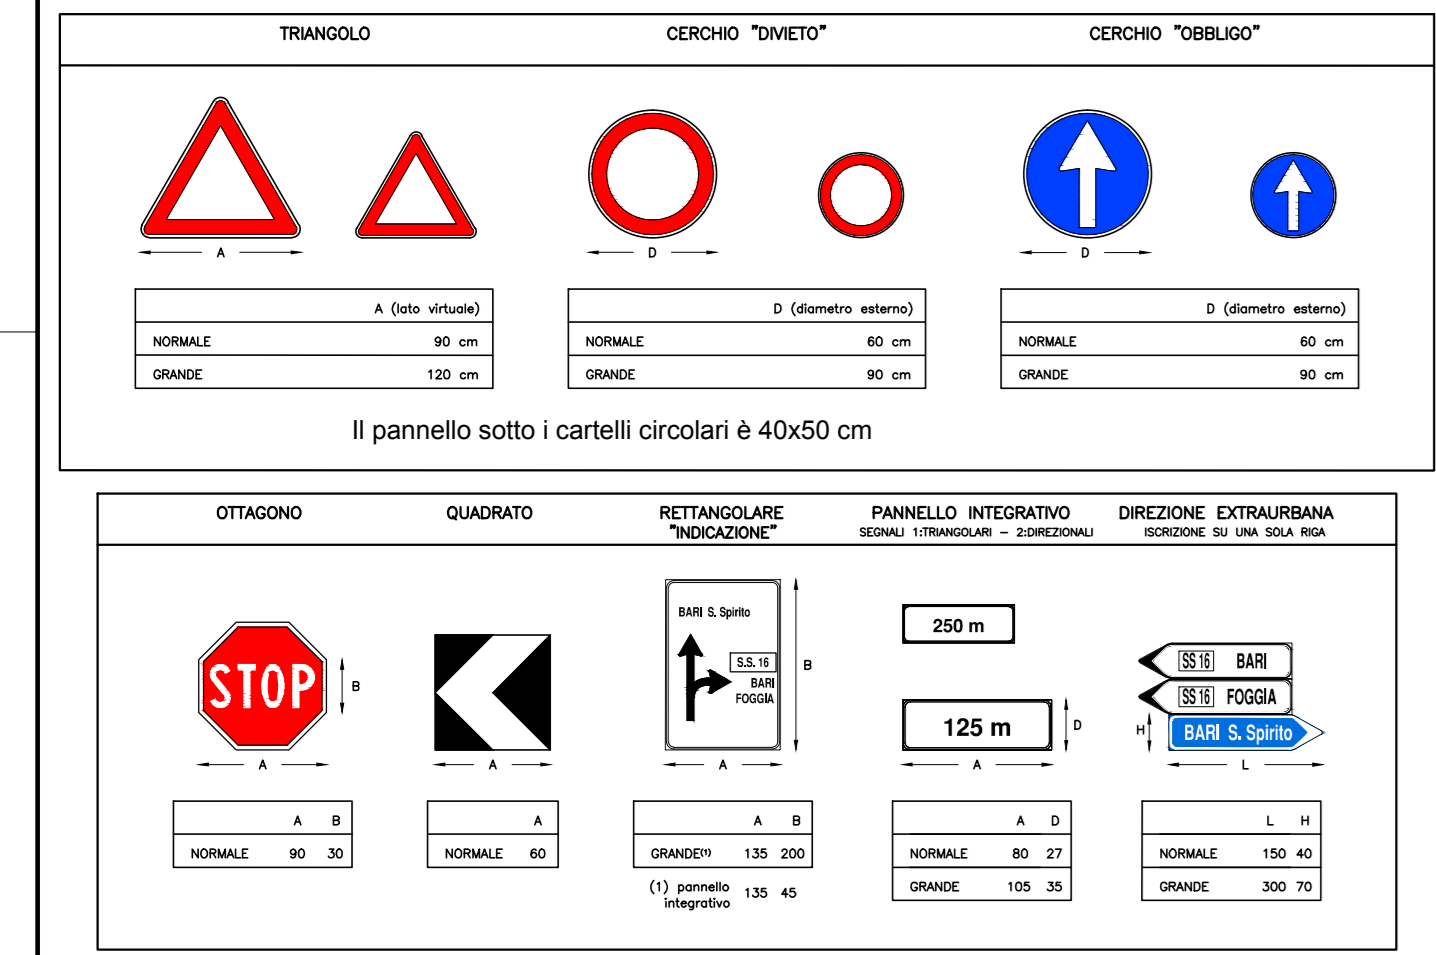 TRIANGOLO
CERCHIO "DIVIETO"
CERCHIO "OBBLIGO"
A
D
D
A (lato virtuale)
NORMALE 90 cm
GRANDE 120 cm
D (diametro esterno)
NORMALE 60 cm
GRANDE 90 cm
D (diametro esterno)
NORMALE 60 cm
GRANDE 90 cm
Il pannello sotto i cartelli circolari è 40x50 cm
OTTAGONO
QUADRATO
RETTANGOLARE
"INDICAZIONE"
PANNELLO INTEGRATIVO
SEGNALI 1:TRIANGOLARI – 2:DIREZIONALI
DIREZIONE EXTRAURBANA
ISCRIZIONE SU UNA SOLA RIGA
STOP
B
A
A
BARI S. Spirito
S.S. 16
BARI
FOGGIA
B
A
250 m
125 m
D
A
SS 16 BARI
SS 16 FOGGIA
BARI S. Spirito
H
L
A B
NORMALE 90 30
A
NORMALE 60
A B
GRANDE(1) 135 200
(1) pannello
integrativo 135 45
A D
NORMALE 80 27
GRANDE 105 35
L H
NORMALE 150 40
GRANDE 300 70